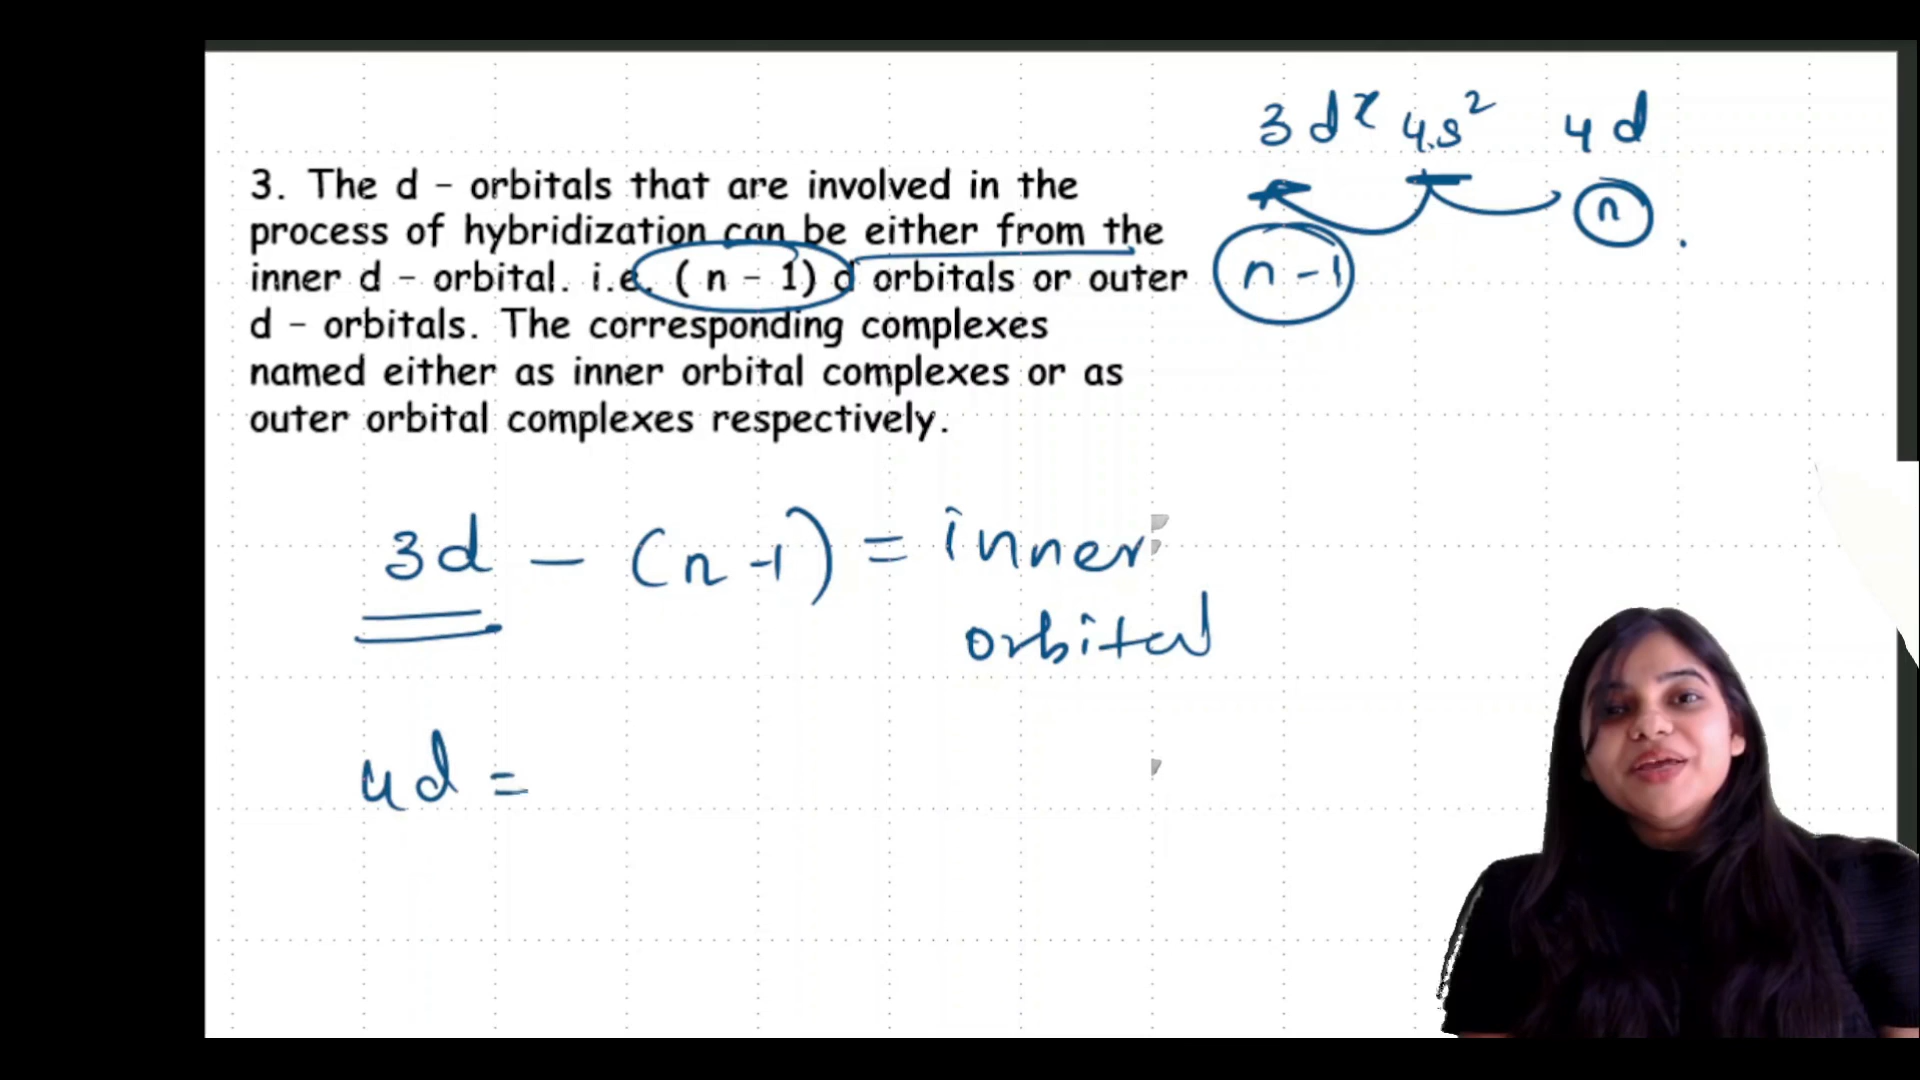 3dˣ 4s² 4d
3. The d - orbitals that are involved in the
process of hybridization can be either from the
inner d - orbital. i.e. ( n - 1) d orbitals or outer
d - orbitals. The corresponding complexes
named either as inner orbital complexes or as
outer orbital complexes respectively.
n
n-1
3d - (n-1) = inner
orbital
4d =